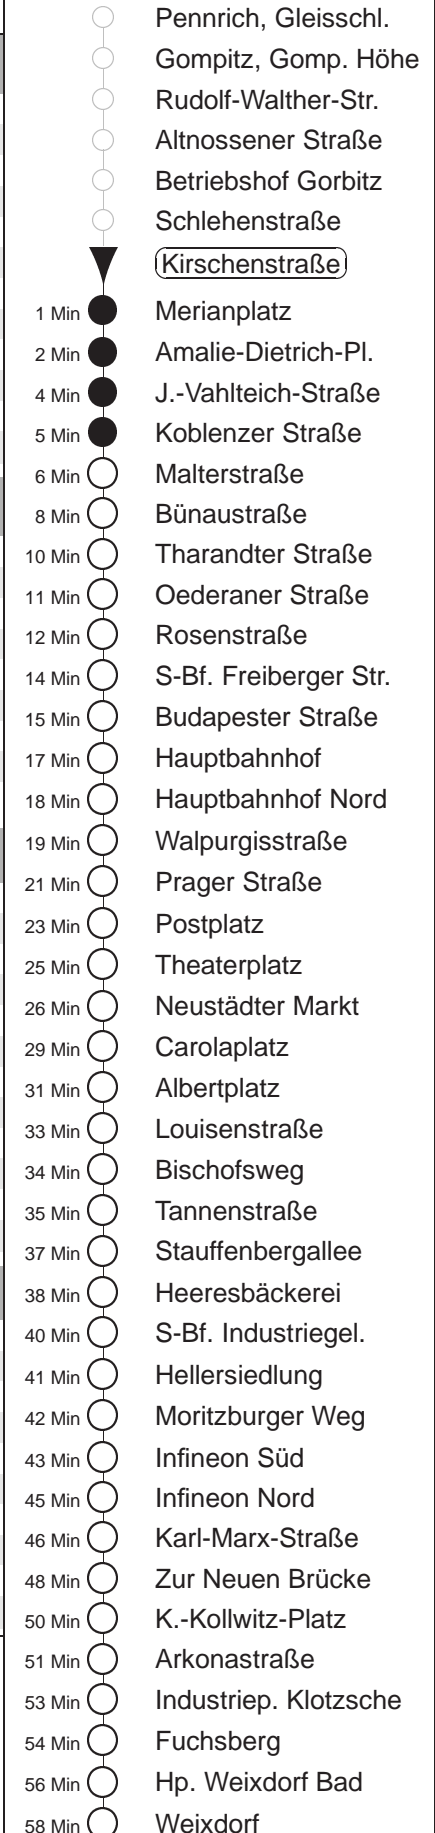 Pennrich, Gleisschl.
Gompitz, Gomp. Höhe
Rudolf-Walther-Str.
Altnossener Straße
Betriebshof Gorbitz
Schlehenstraße
Kirschenstraße
1 Min Merianplatz
2 Min Amalie-Dietrich-Pl.
4 Min J.-Vahlteich-Straße
5 Min Koblenzer Straße
6 Min Malterstraße
8 Min Bünaustraße
10 Min Tharandter Straße
11 Min Oederaner Straße
12 Min Rosenstraße
14 Min S-Bf. Freiberger Str.
15 Min Budapester Straße
17 Min Hauptbahnhof
18 Min Hauptbahnhof Nord
19 Min Walpurgisstraße
21 Min Prager Straße
23 Min Postplatz
25 Min Theaterplatz
26 Min Neustädter Markt
29 Min Carolaplatz
31 Min Albertplatz
33 Min Louisenstraße
34 Min Bischofsweg
35 Min Tannenstraße
37 Min Stauffenbergallee
38 Min Heeresbäckerei
40 Min S-Bf. Industriegel.
41 Min Hellersiedlung
42 Min Moritzburger Weg
43 Min Infineon Süd
45 Min Infineon Nord
46 Min Karl-Marx-Straße
48 Min Zur Neuen Brücke
50 Min K.-Kollwitz-Platz
51 Min Arkonastraße
53 Min Industriep. Klotzsche
54 Min Fuchsberg
56 Min Hp. Weixdorf Bad
58 Min Weixdorf